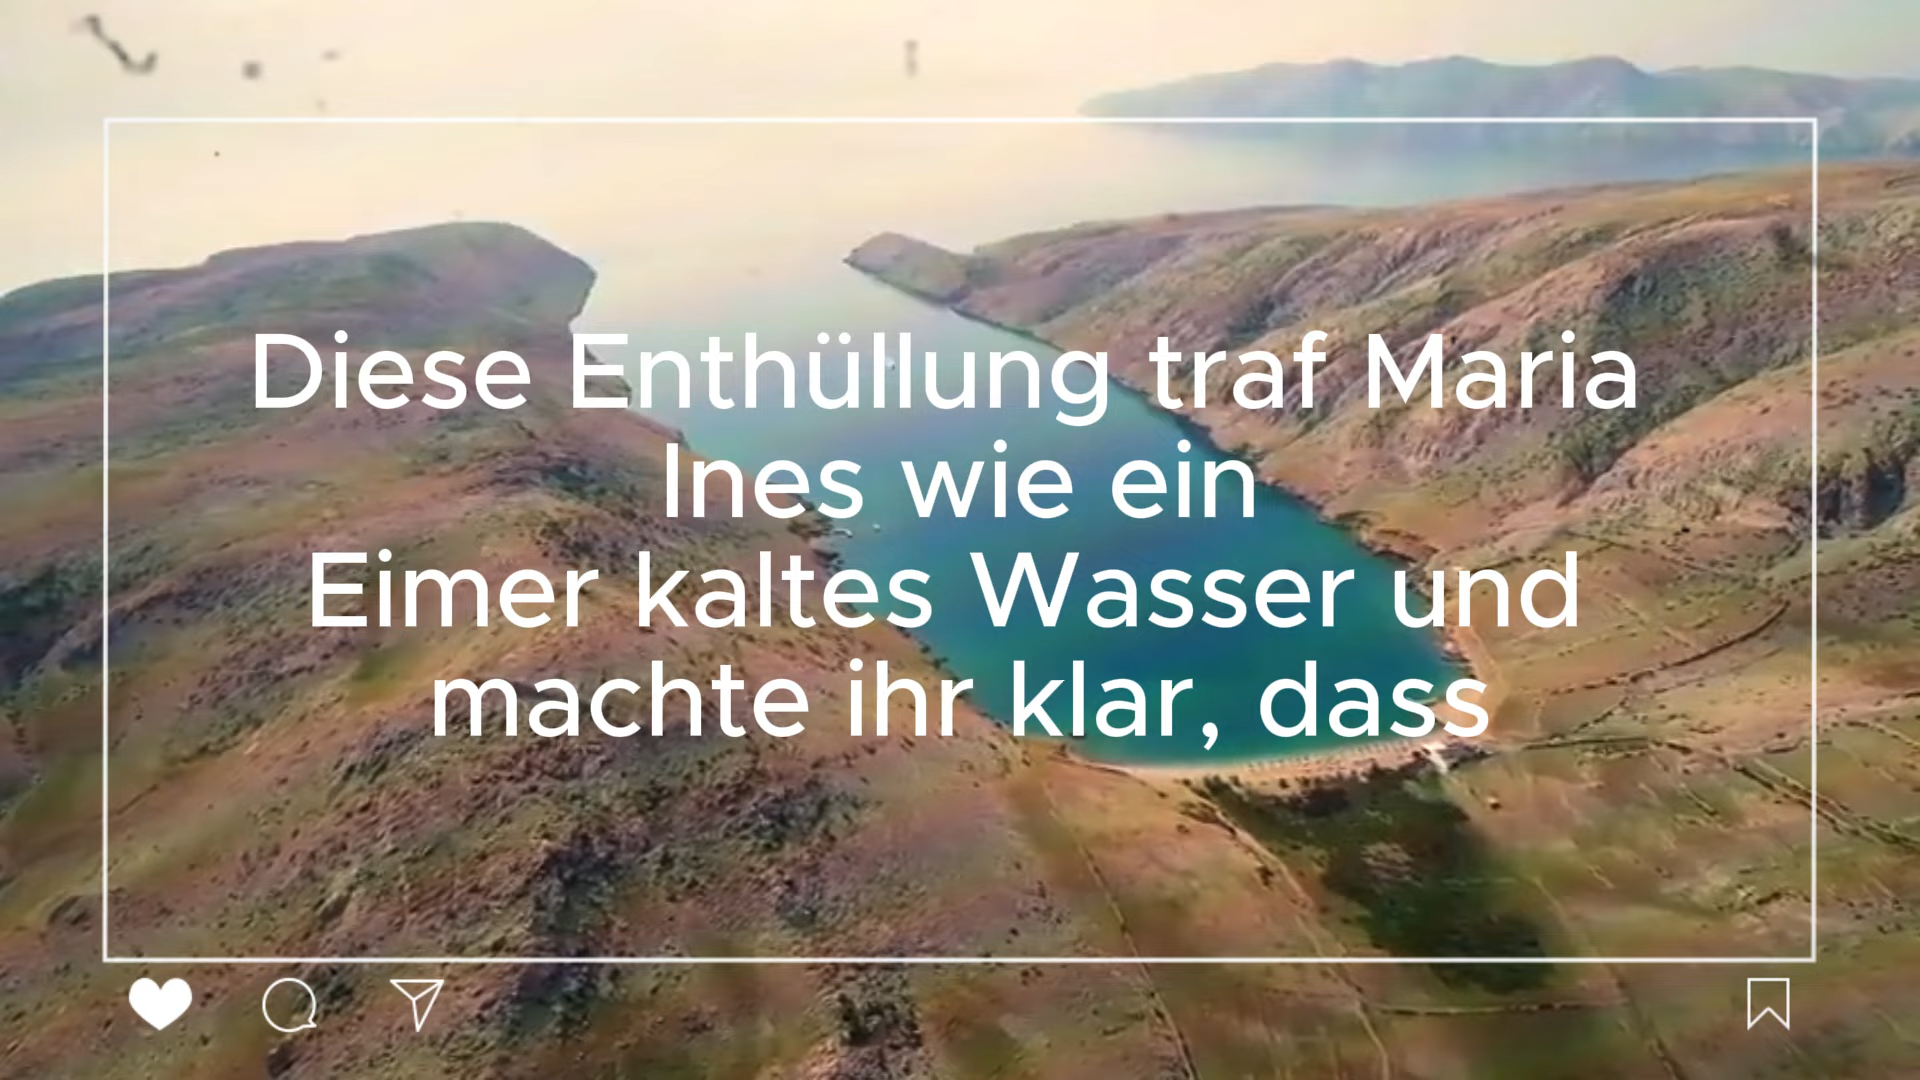 Diese Enthüllung traf Maria
Ines wie ein
Eimer kaltes Wasser und
machte ihr klar, dass